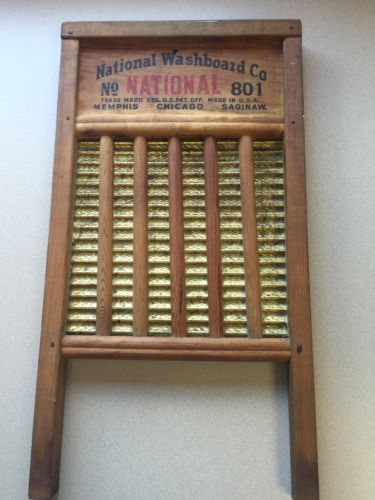 National Washboard Co
No NATIONAL 801
TRADE MARK REG. U.S. PAT. OFF. MADE IN U.S.A.
MEMPHIS CHICAGO SAGINAW.